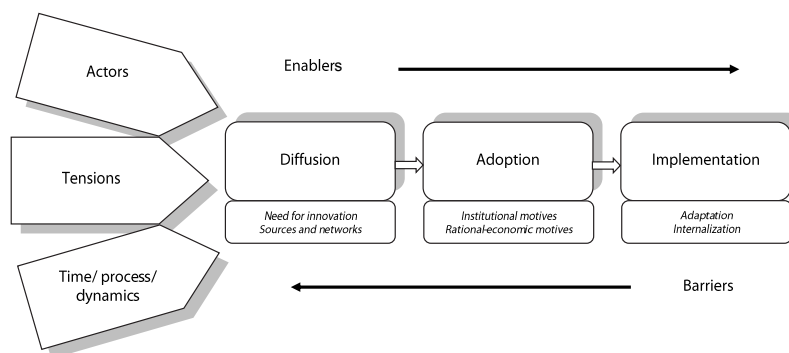 Actors
Enablers
Diffusion
Adoption
Implementation
Tensions
Need for innovation
Sources and networks
Institutional motives
Rational-economic motives
Adaptation
Internalization
Time/ process/
dynamics
Barriers